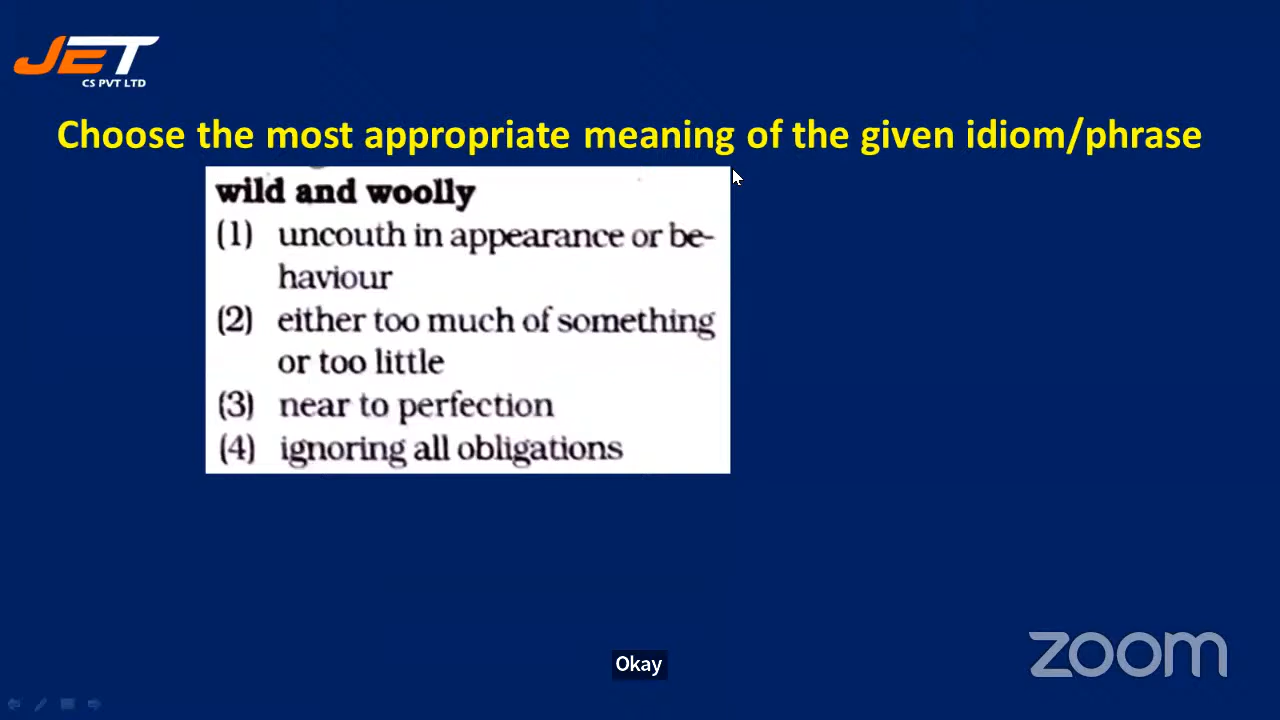 JET
CS PVT LTD
Choose the most appropriate meaning of the given idiom/phrase
wild and woolly
(1) uncouth in appearance or be-
haviour
(2) either too much of something
or too little
(3) near to perfection
(4) ignoring all obligations
Okay
zoom